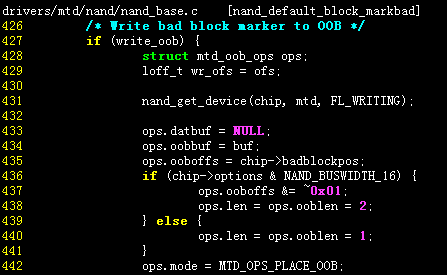 drivers/mtd/nand/nand_base.c [nand_default_block_markbad]
426 /* Write bad block marker to OOB */
427 if (write_oob) {
428 struct mtd_oob_ops ops;
429 loff_t wr_ofs = ofs;
430
431 nand_get_device(chip, mtd, FL_WRITING);
432
433 ops.datbuf = NULL;
434 ops.oobbuf = buf;
435 ops.ooboffs = chip->badblockpos;
436 if (chip->options & NAND_BUSWIDTH_16) {
437 ops.ooboffs &= ~0x01;
438 ops.len = ops.ooblen = 2;
439 } else {
440 ops.len = ops.ooblen = 1;
441 }
442 ops.mode = MTD_OPS_PLACE_OOB;